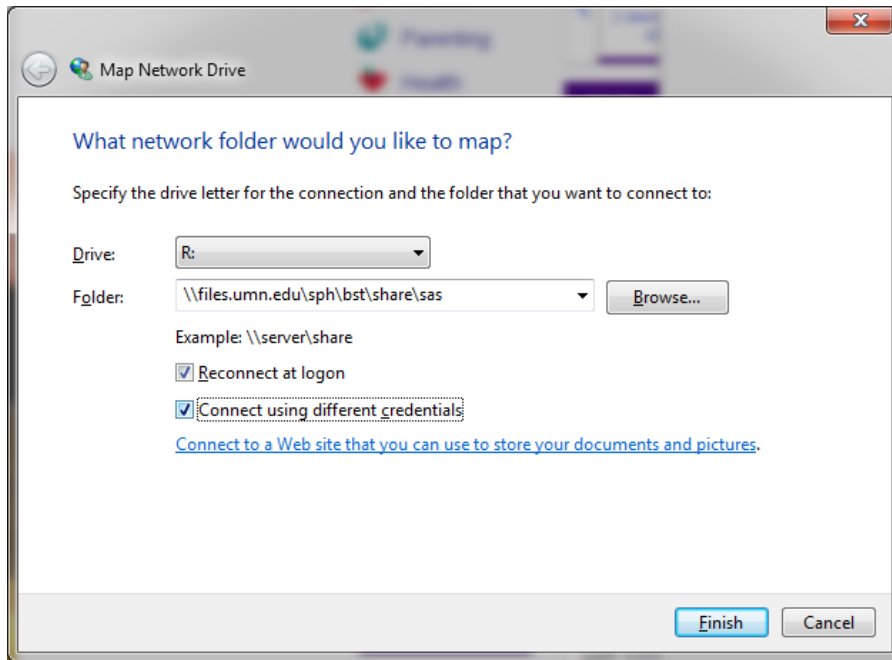 Parenting
Health
Map Network Drive
What network folder would you like to map?
Specify the drive letter for the connection and the folder that you want to connect to:
Drive: R:
Folder: \\files.umn.edu\sph\bst\share\sas Browse...
Example: \\server\share
Reconnect at logon
Connect using different credentials
Connect to a Web site that you can use to store your documents and pictures.
Finish Cancel